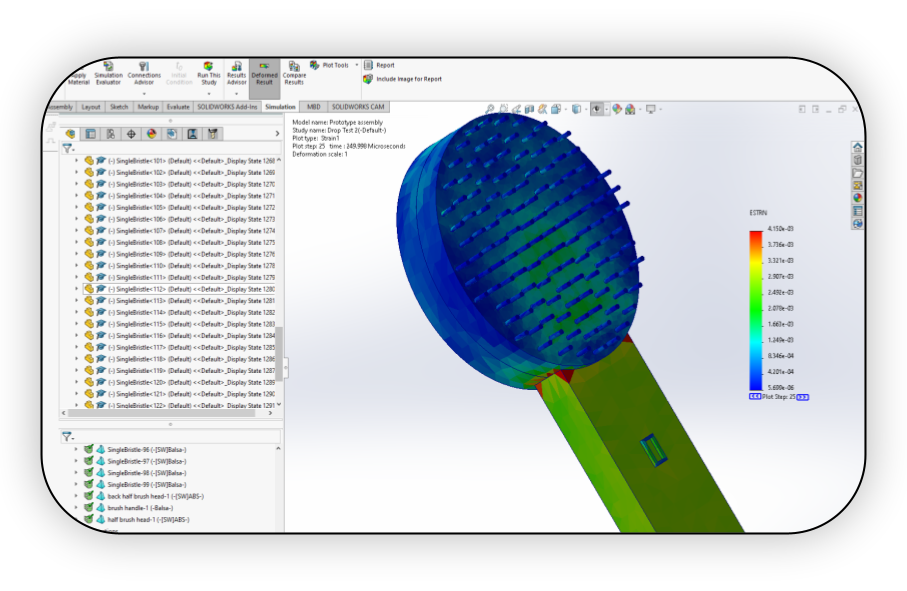 Apply Simulation Connections Initial Run This Results Deformed Compare Plot Tools Report
Material Evaluator Advisor Condition Study Advisor Result Results Include Image for Report
Layout Sketch Markup Evaluate SOLIDWORKS Add-Ins Simulation MBD SOLIDWORKS CAM
Model name: Prototype assembly
Study name: Drop Test 2(-Default-)
Plot type: Strain1
Plot step: 25 time : 249.998 Microseconds
Deformation scale: 1
(-) SingleBristle<101> (Default) <<Default>_Display State 1268
(-) SingleBristle<102> (Default) <<Default>_Display State 1269
(-) SingleBristle<103> (Default) <<Default>_Display State 1270
(-) SingleBristle<104> (Default) <<Default>_Display State 1271
(-) SingleBristle<105> (Default) <<Default>_Display State 1272
(-) SingleBristle<106> (Default) <<Default>_Display State 1273
(-) SingleBristle<107> (Default) <<Default>_Display State 1274
(-) SingleBristle<108> (Default) <<Default>_Display State 1275
(-) SingleBristle<109> (Default) <<Default>_Display State 1276
(-) SingleBristle<110> (Default) <<Default>_Display State 1278
(-) SingleBristle<111> (Default) <<Default>_Display State 1279
(-) SingleBristle<112> (Default) <<Default>_Display State 1280
(-) SingleBristle<113> (Default) <<Default>_Display State 1281
(-) SingleBristle<114> (Default) <<Default>_Display State 1282
(-) SingleBristle<115> (Default) <<Default>_Display State 1283
(-) SingleBristle<116> (Default) <<Default>_Display State 1284
(-) SingleBristle<117> (Default) <<Default>_Display State 1285
(-) SingleBristle<118> (Default) <<Default>_Display State 1286
(-) SingleBristle<119> (Default) <<Default>_Display State 1287
(-) SingleBristle<120> (Default) <<Default>_Display State 1289
(-) SingleBristle<121> (Default) <<Default>_Display State 1290
(-) SingleBristle<122> (Default) <<Default>_Display State 1291
SingleBristle-96 (-[SW]Balsa-)
SingleBristle-97 (-[SW]Balsa-)
SingleBristle-98 (-[SW]Balsa-)
SingleBristle-99 (-[SW]Balsa-)
back half brush head-1 (-[SW]ABS-)
brush handle-1 (-Balsa-)
half brush head-1 (-[SW]ABS-)
ESTRN
4.150e-03
3.736e-03
3.321e-03
2.907e-03
2.492e-03
2.078e-03
1.663e-03
1.249e-03
8.346e-04
4.201e-04
5.699e-06
<< Plot Step: 25 >>